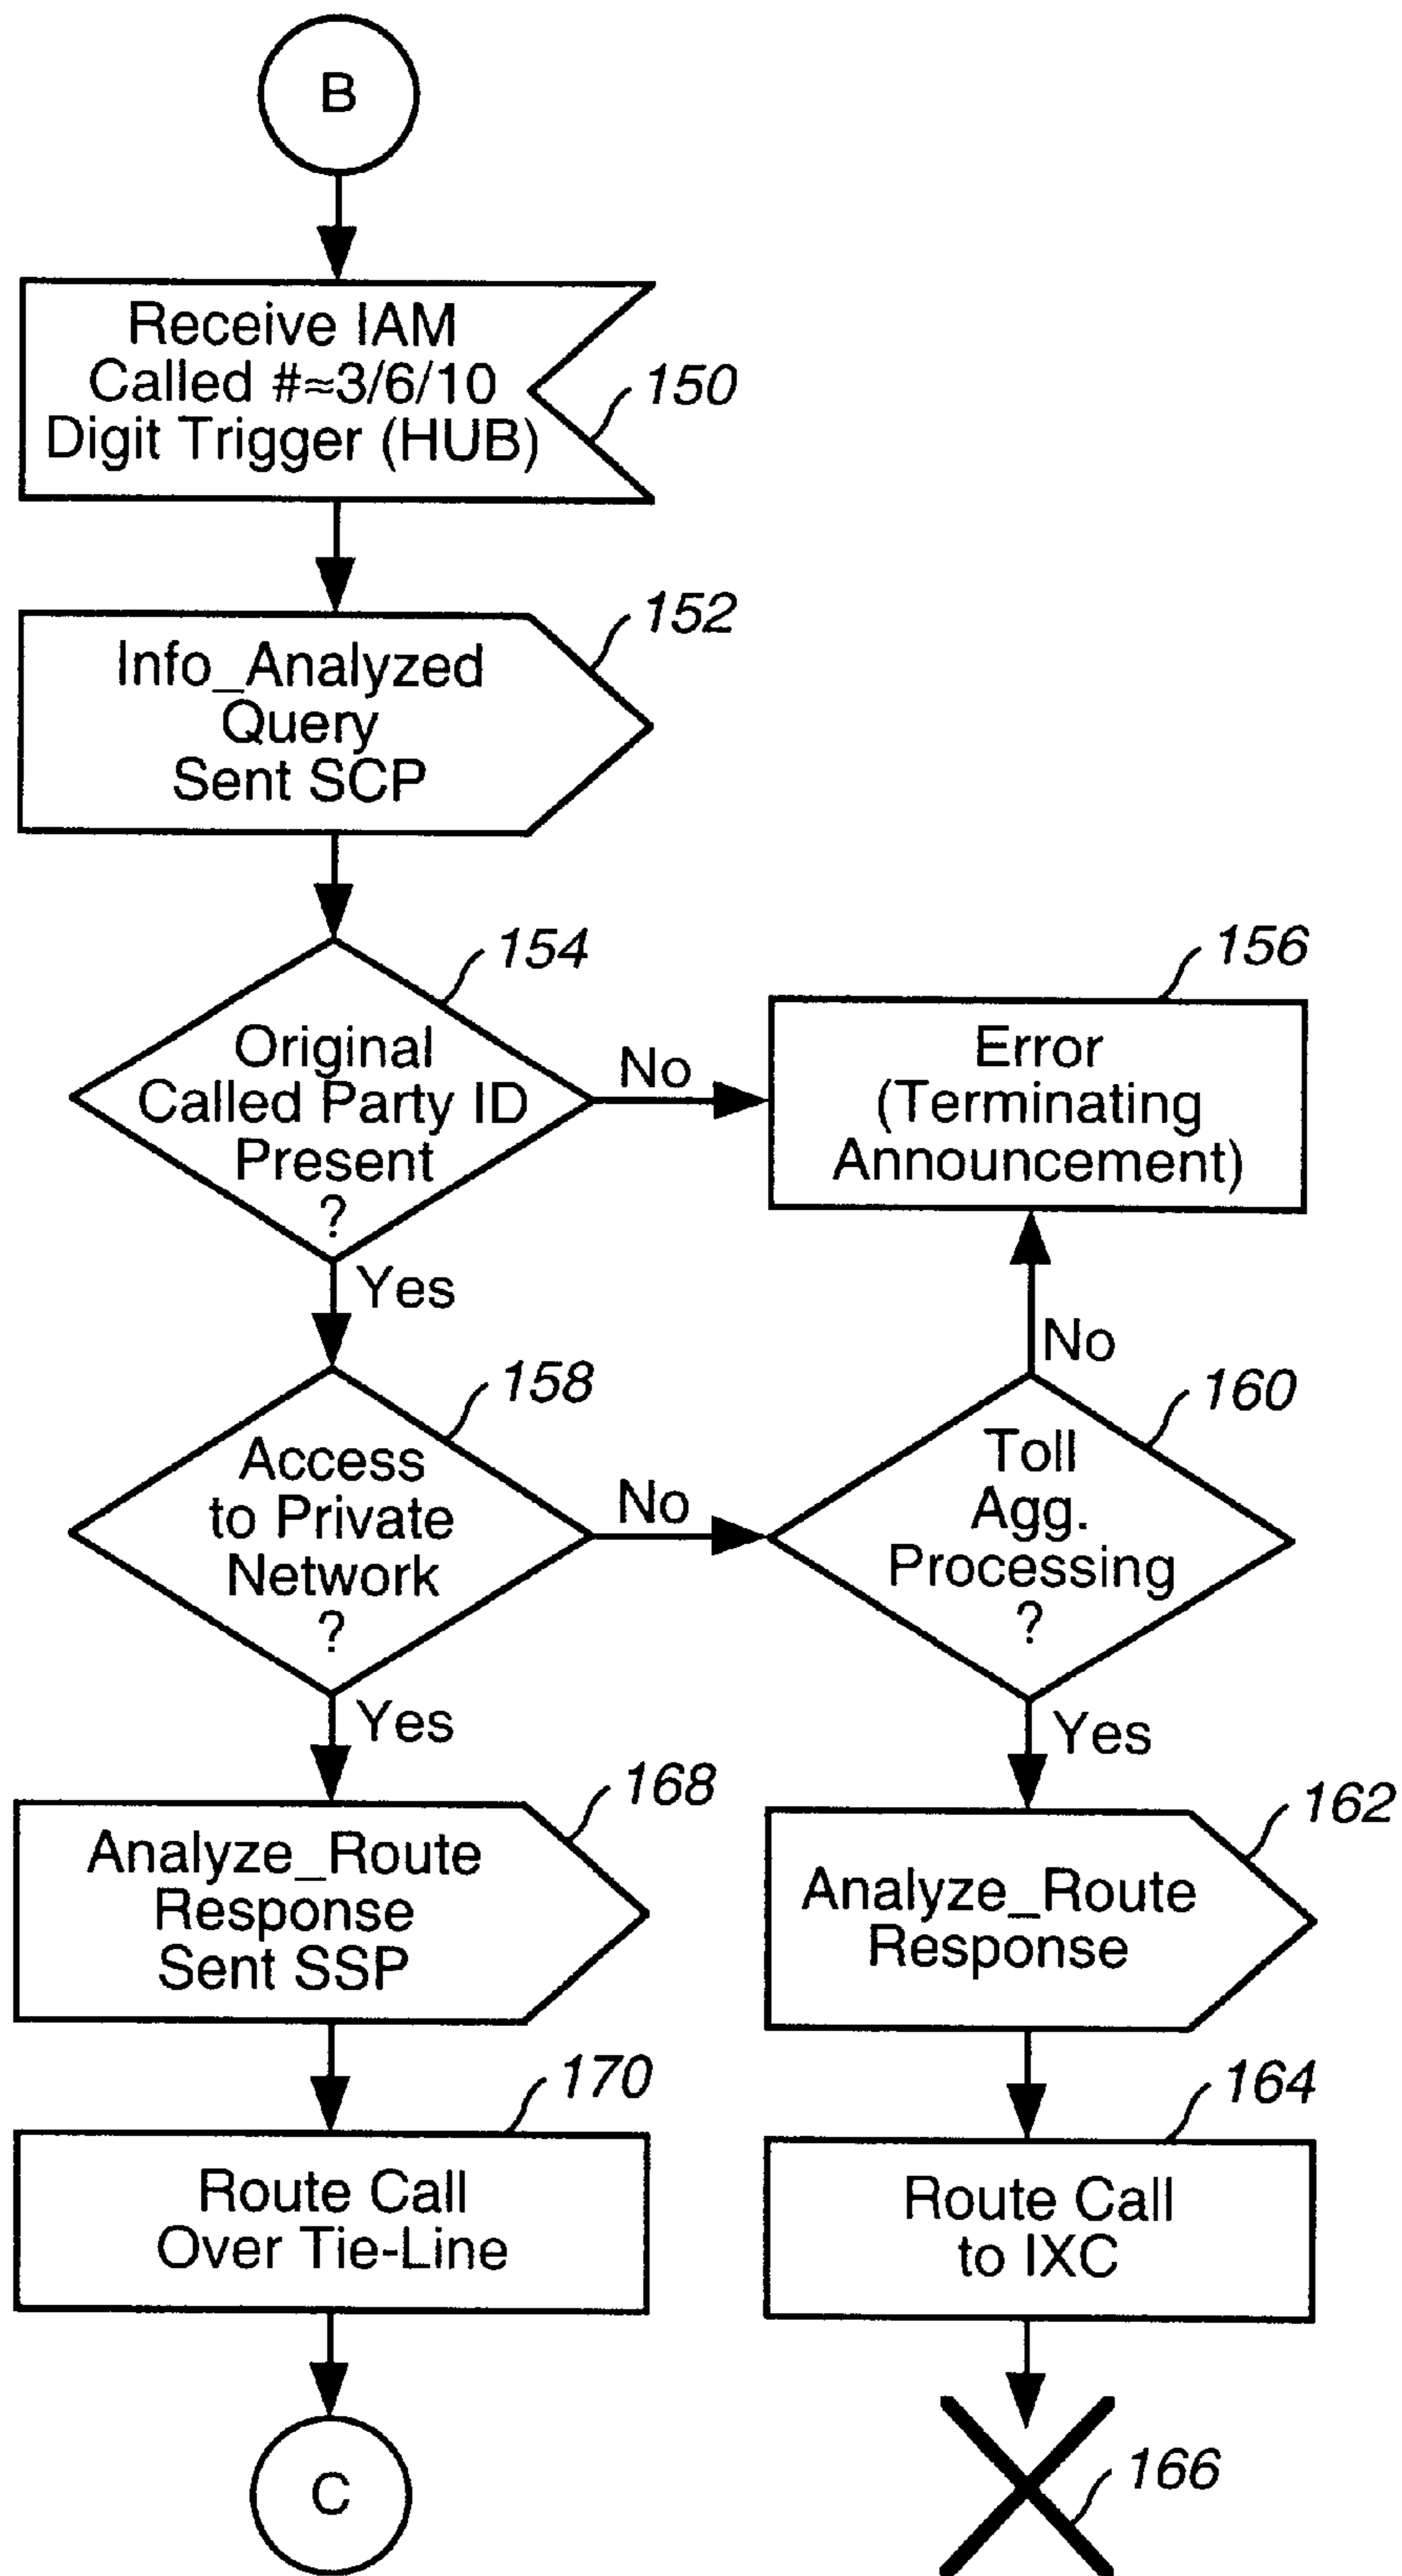 B
Receive IAM
Called #≈3/6/10
Digit Trigger (HUB)
150
Info_Analyzed
Query
Sent SCP
152
Original
Called Party ID
Present
?
154
No
Yes
Error
(Terminating
Announcement)
156
Access
to Private
Network
?
158
No
Yes
Toll
Agg.
Processing
?
160
No
Yes
Analyze_Route
Response
Sent SSP
168
Analyze_Route
Response
162
Route Call
Over Tie-Line
170
Route Call
to IXC
164
C
166